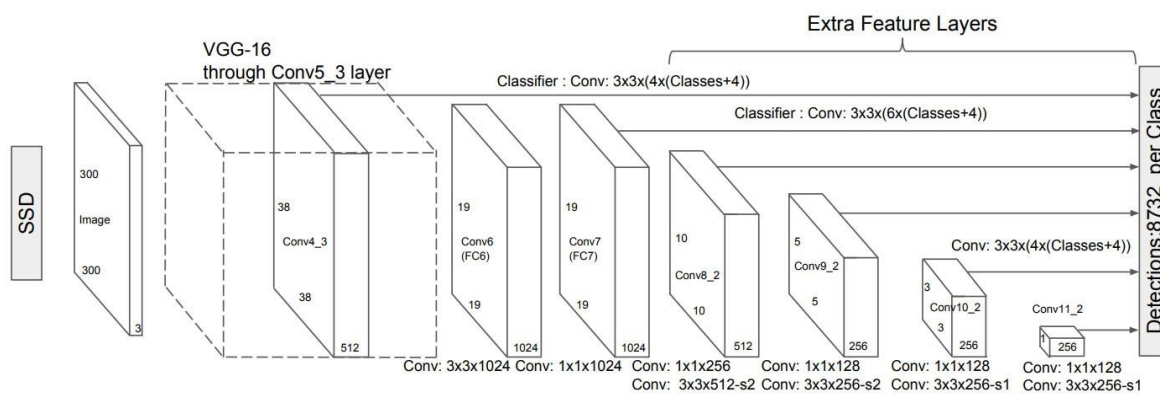 Extra Feature Layers
VGG-16
through Conv5_3 layer
Classifier : Conv: 3x3x(4x(Classes+4))
Classifier : Conv: 3x3x(6x(Classes+4))
SSD
300
Image
300
3
38
Conv4_3
38
512
19
Conv6
(FC6)
19
1024
19
Conv7
(FC7)
19
1024
10
Conv8_2
10
512
5
Conv9_2
5
256
Conv: 3x3x(4x(Classes+4))
3
Conv10_2
3
256
Conv11_2
1
256
Detections:8732 per Class
Conv: 3x3x1024
Conv: 1x1x1024
Conv: 1x1x256
Conv: 3x3x512-s2
Conv: 1x1x128
Conv: 3x3x256-s2
Conv: 1x1x128
Conv: 3x3x256-s1
Conv: 1x1x128
Conv: 3x3x256-s1